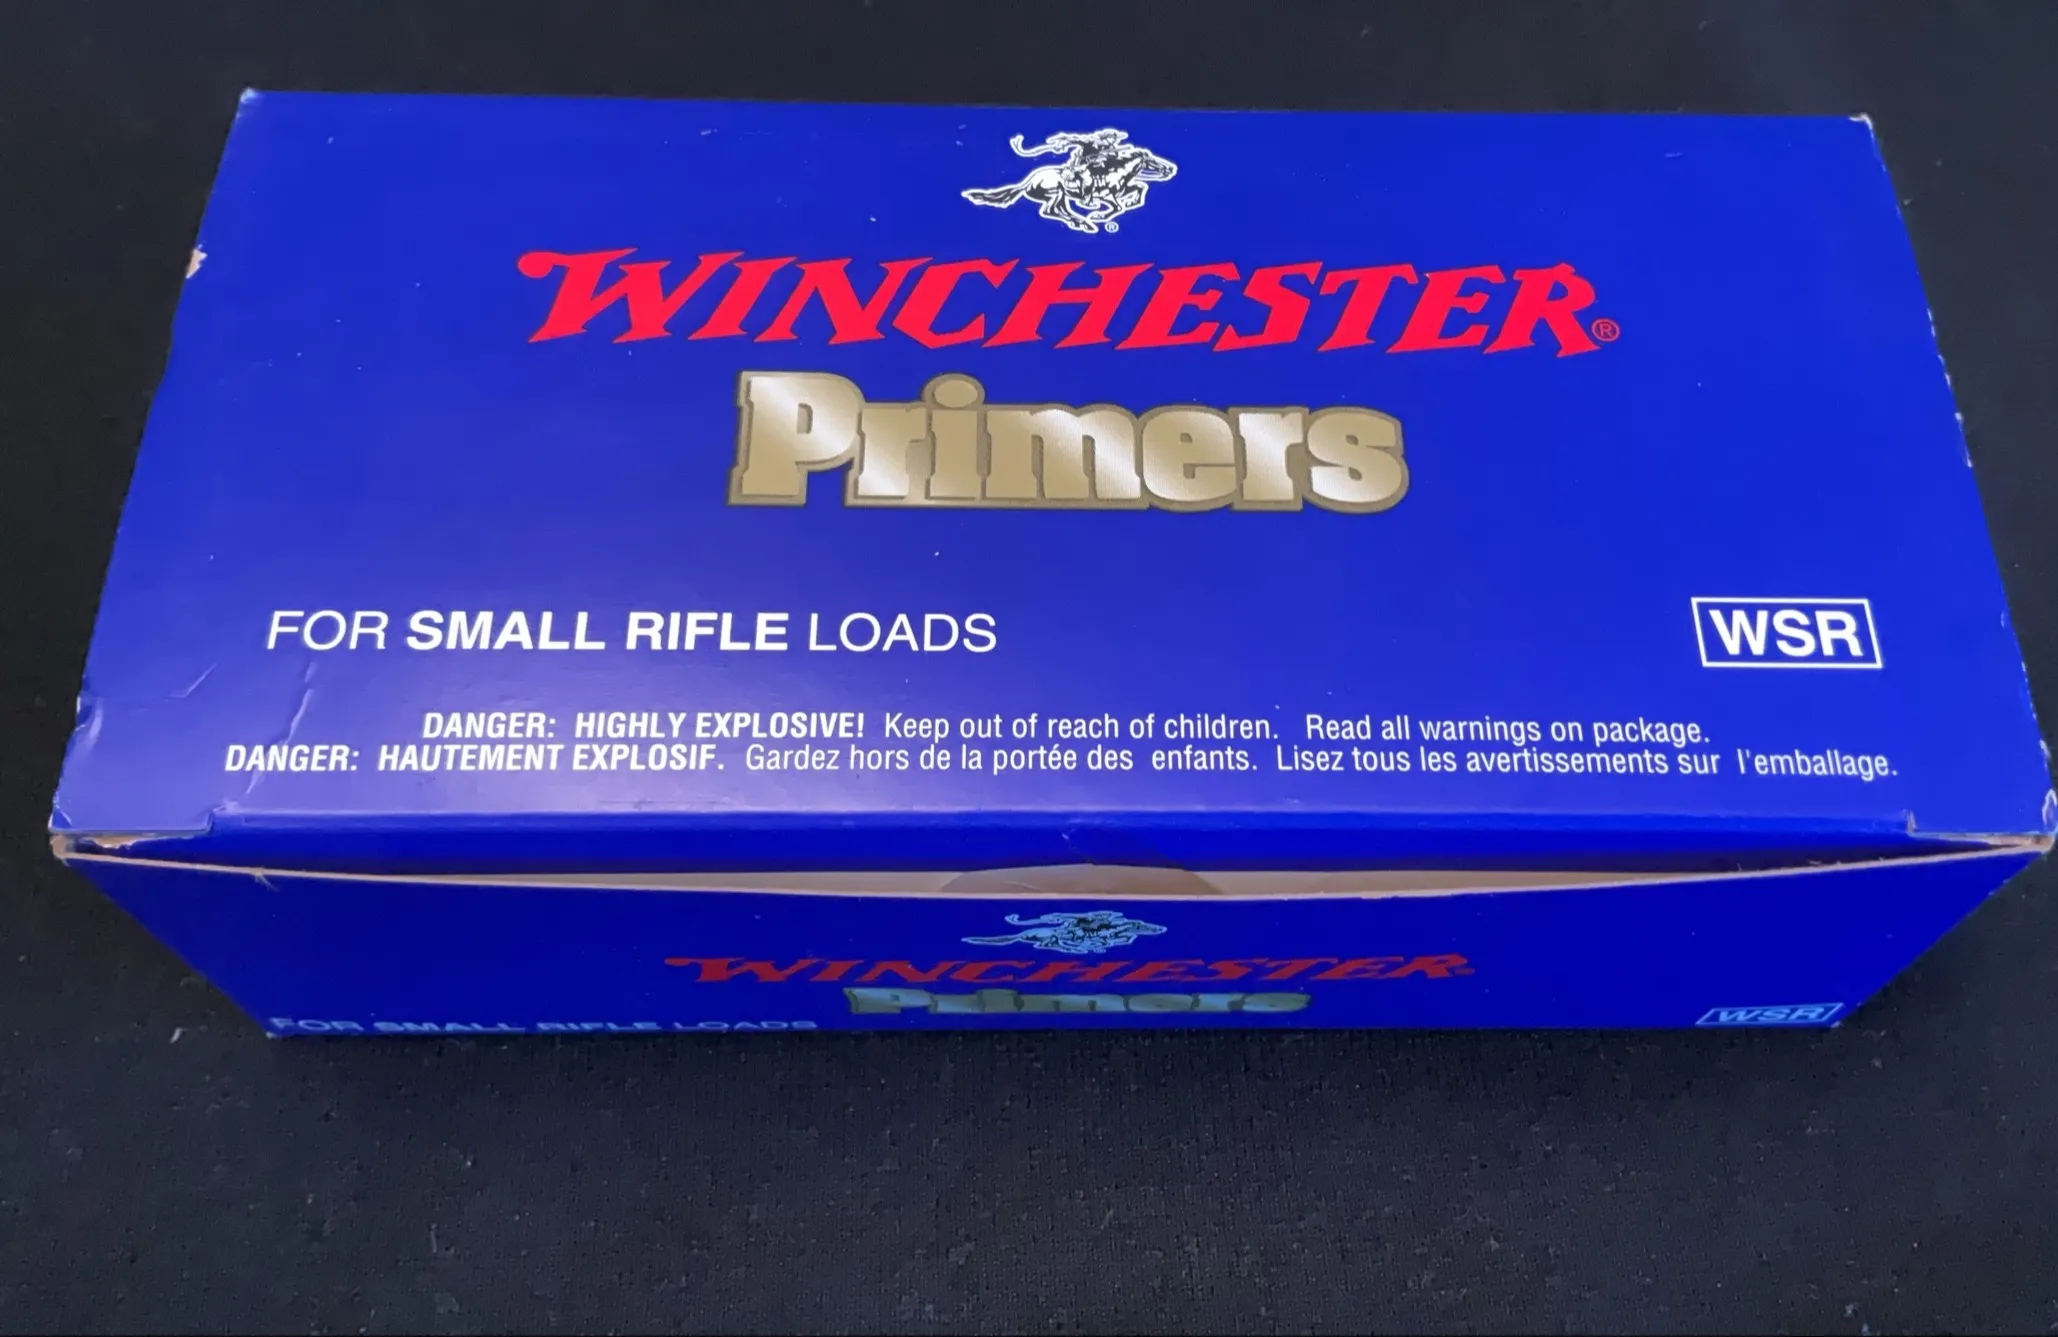 WINCHESTER®
Primers
FOR SMALL RIFLE LOADS
WSR
DANGER: HIGHLY EXPLOSIVE! Keep out of reach of children. Read all warnings on package.
DANGER: HAUTEMENT EXPLOSIF. Gardez hors de la portée des enfants. Lisez tous les avertissements sur l'emballage.
WINCHESTER
Primers
FOR SMALL RIFLE LOADS
WSR